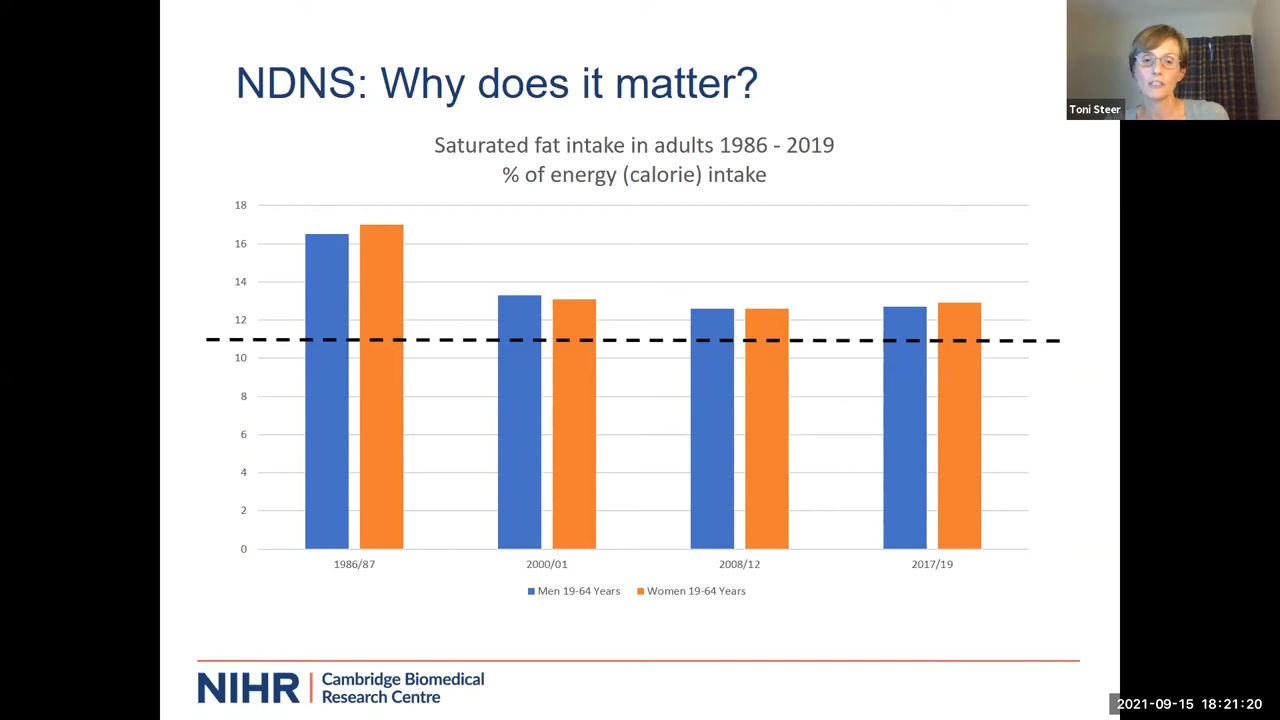 NDNS: Why does it matter?
Toni Steer
Saturated fat intake in adults 1986 - 2019
% of energy (calorie) intake
18
16
14
12
10
8
6
4
2
0
1986/87 2000/01 2008/12 2017/19
Men 19-64 Years Women 19-64 Years
NIHR | Cambridge Biomedical
Research Centre
2021-09-15 18:21:20